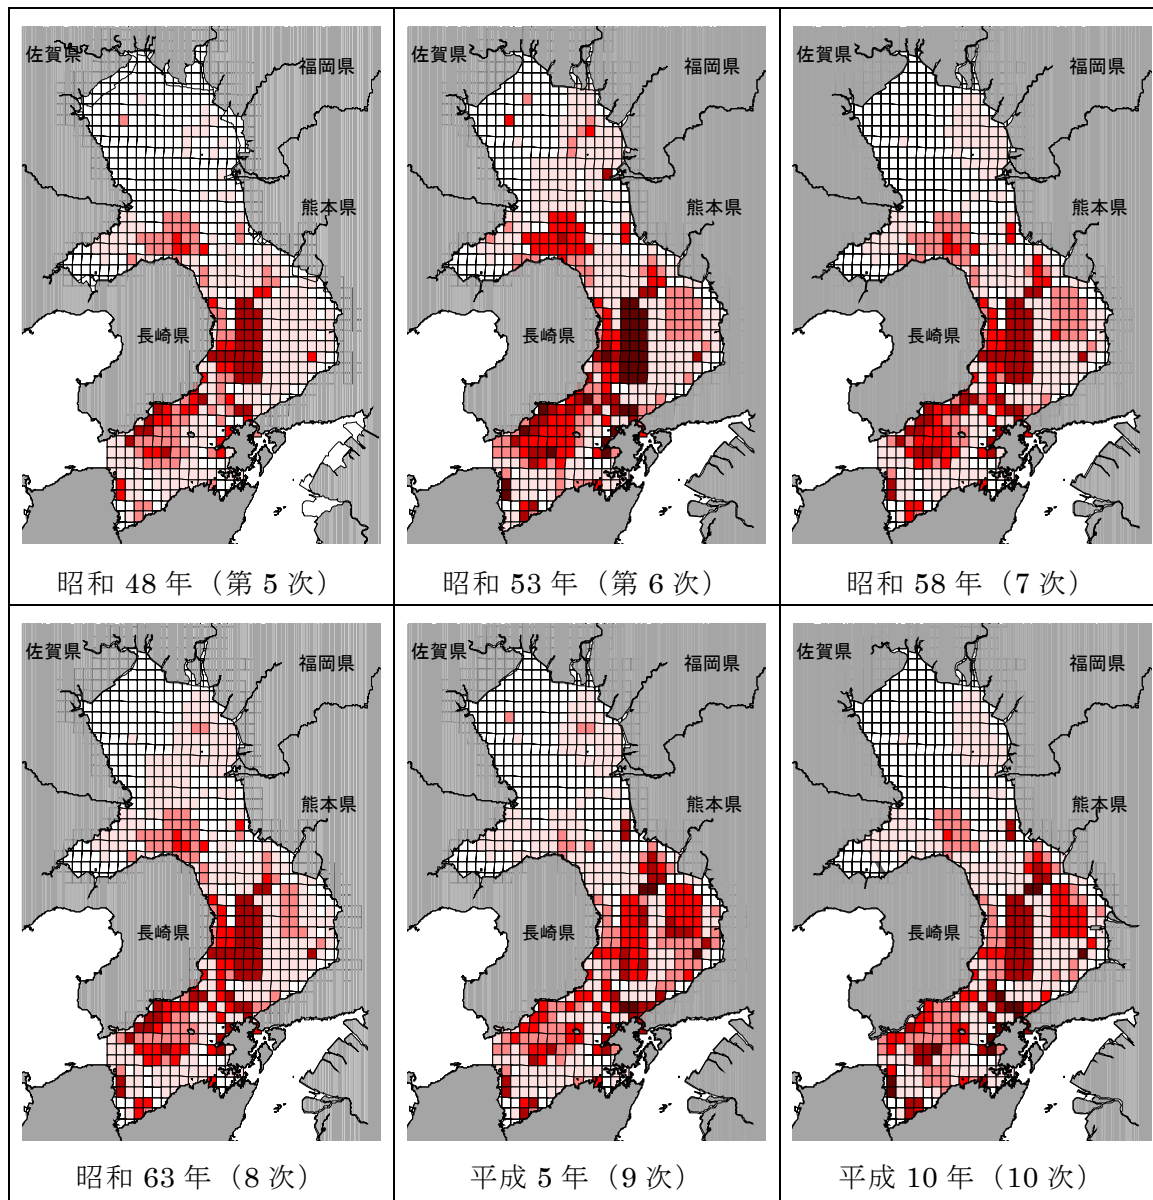 佐賀県
福岡県
熊本県
長崎県
昭和 48 年（第 5 次）
佐賀県
福岡県
熊本県
長崎県
昭和 53 年（第 6 次）
佐賀県
福岡県
熊本県
長崎県
昭和 58 年（7 次）
佐賀県
福岡県
熊本県
長崎県
昭和 63 年（8 次）
佐賀県
福岡県
熊本県
長崎県
平成 5 年（9 次）
佐賀県
福岡県
熊本県
長崎県
平成 10 年（10 次）